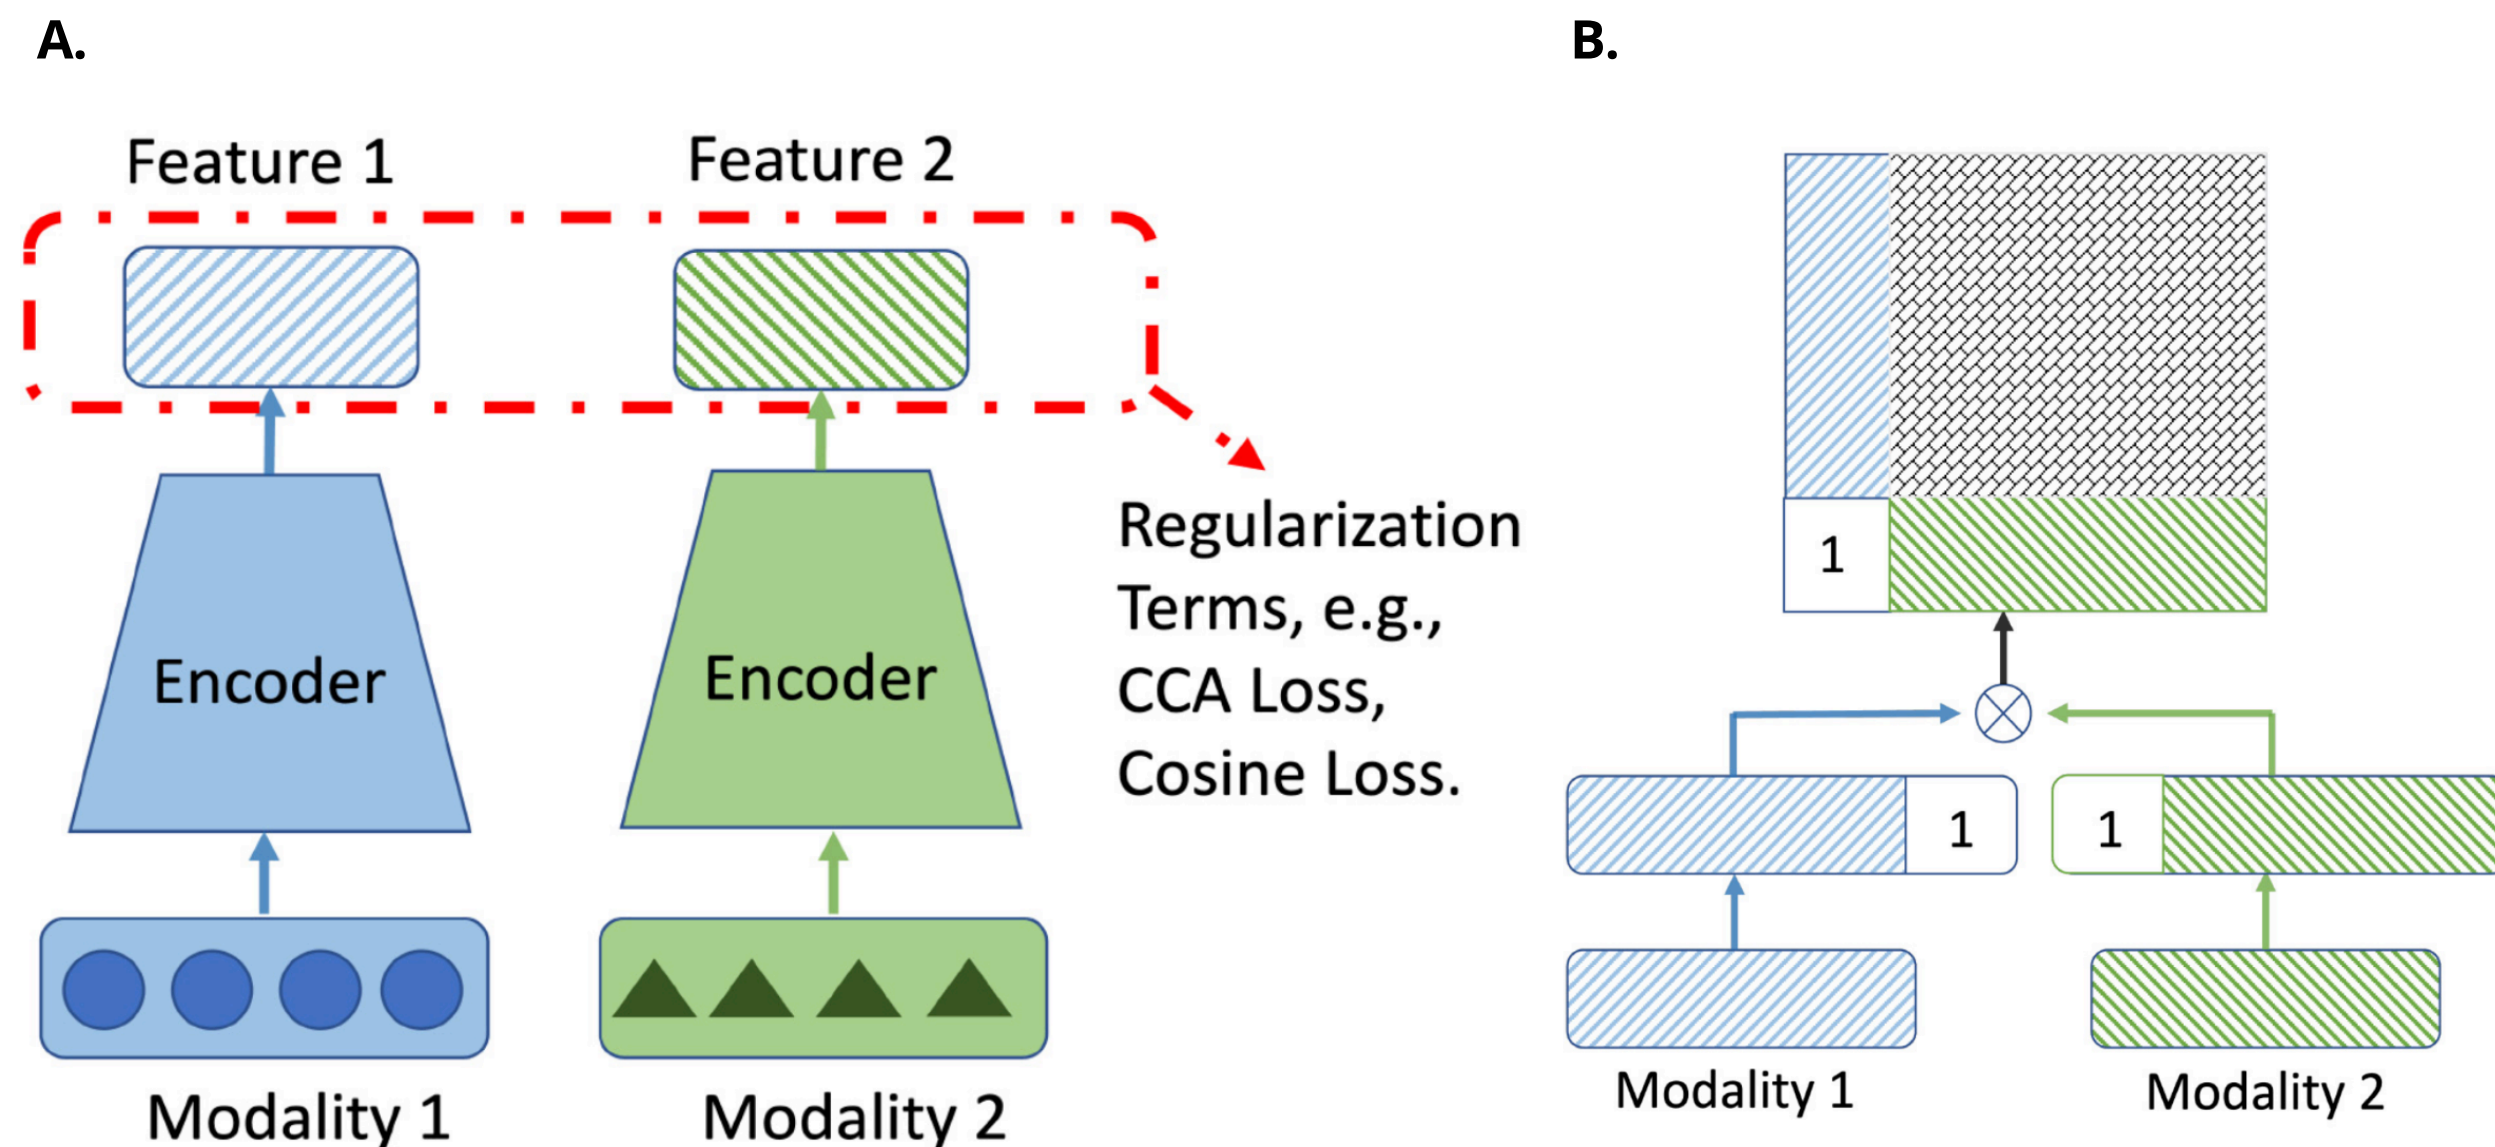 A.
Feature 1
Feature 2
Encoder
Encoder
Regularization
Terms, e.g.,
CCA Loss,
Cosine Loss.
Modality 1
Modality 2
B.
1
1
1
Modality 1
Modality 2